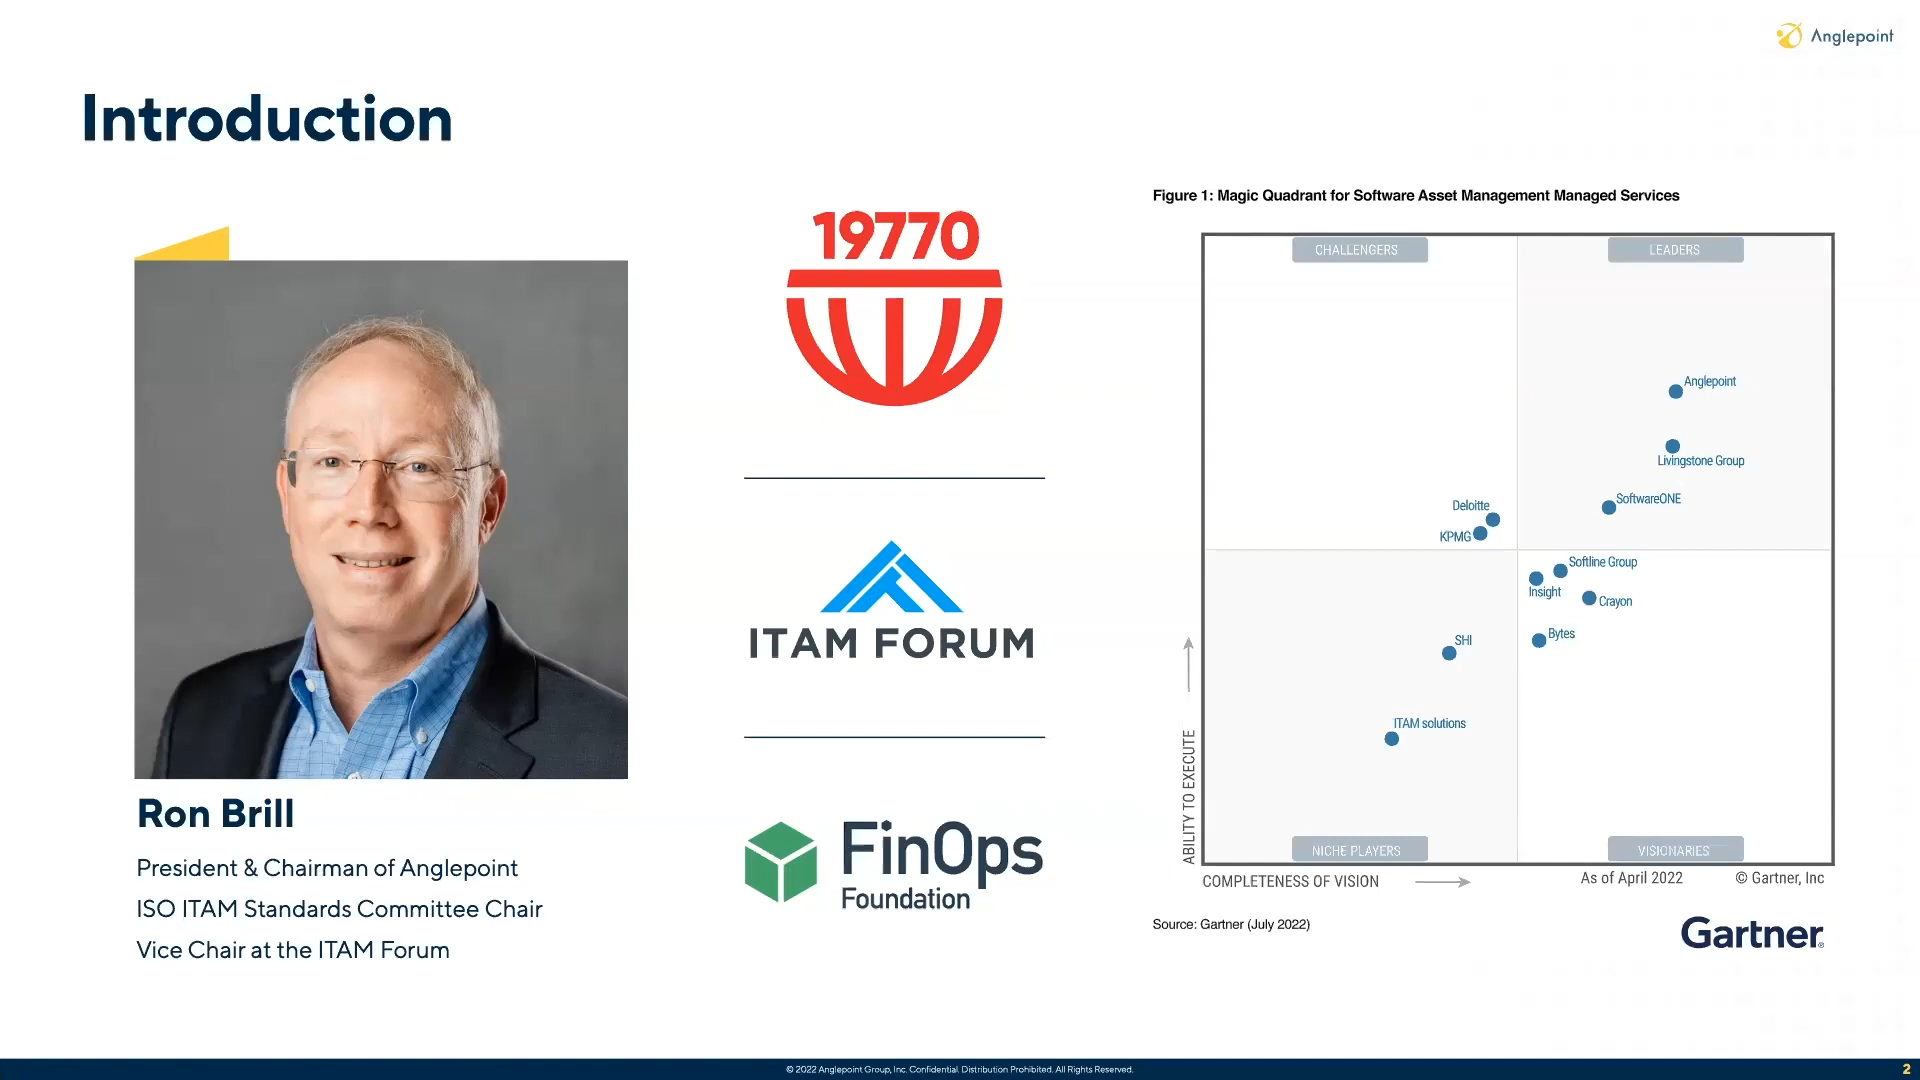 Anglepoint
Introduction
Ron Brill
President & Chairman of Anglepoint
ISO ITAM Standards Committee Chair
Vice Chair at the ITAM Forum
19770
ITAM FORUM
FinOps
Foundation
Figure 1: Magic Quadrant for Software Asset Management Managed Services
CHALLENGERS
LEADERS
Anglepoint
Livingstone Group
SoftwareONE
Deloitte
KPMG
Softline Group
Insight
Crayon
Bytes
SHI
ITAM solutions
NICHE PLAYERS
VISIONARIES
ABILITY TO EXECUTE
COMPLETENESS OF VISION
As of April 2022
© Gartner, Inc
Source: Gartner (July 2022)
Gartner®
© 2022 Anglepoint Group, Inc. Confidential. Distribution Prohibited. All Rights Reserved.
2